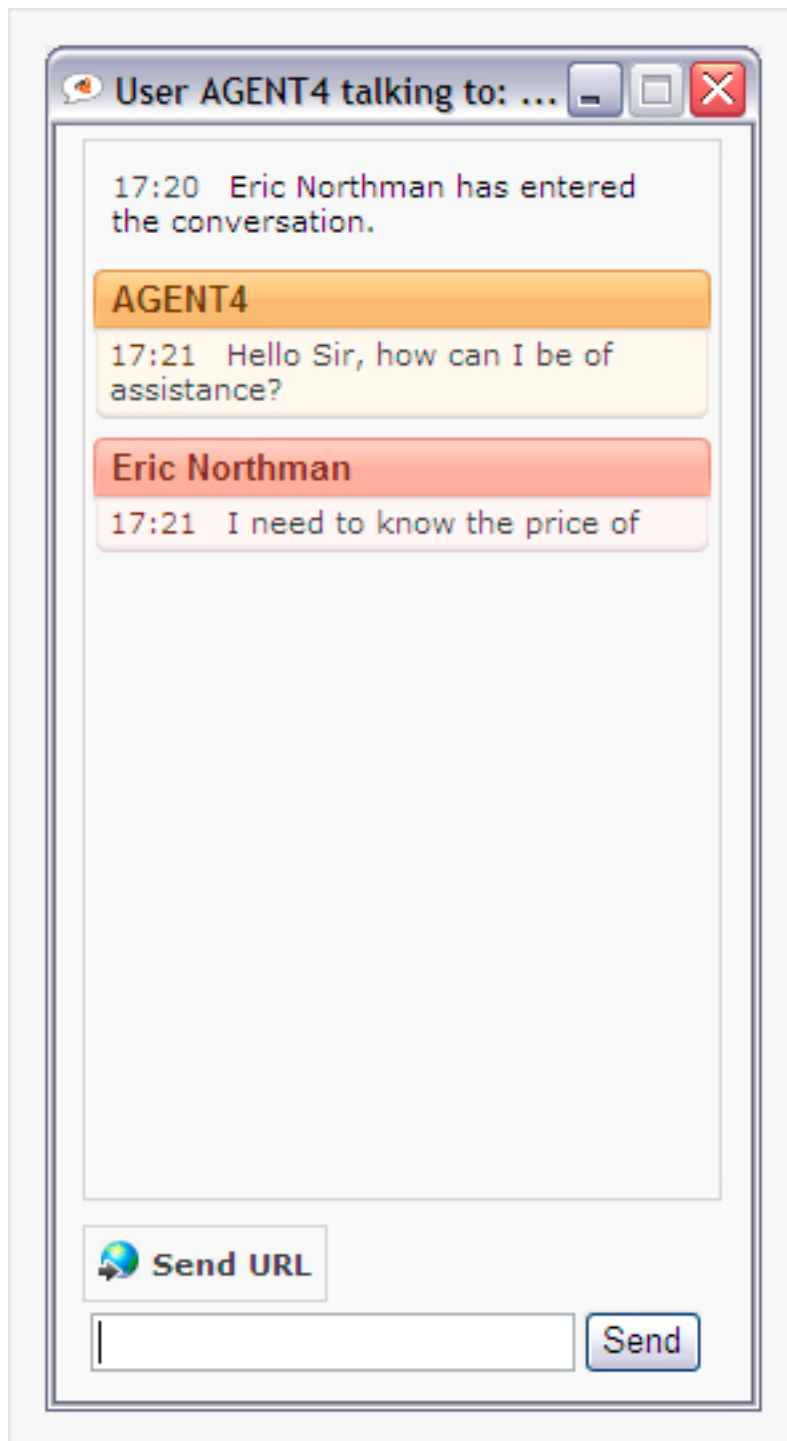 User AGENT4 talking to: ...
17:20 Eric Northman has entered
the conversation.
AGENT4
17:21 Hello Sir, how can I be of
assistance?
Eric Northman
17:21 I need to know the price of
Send URL
Send